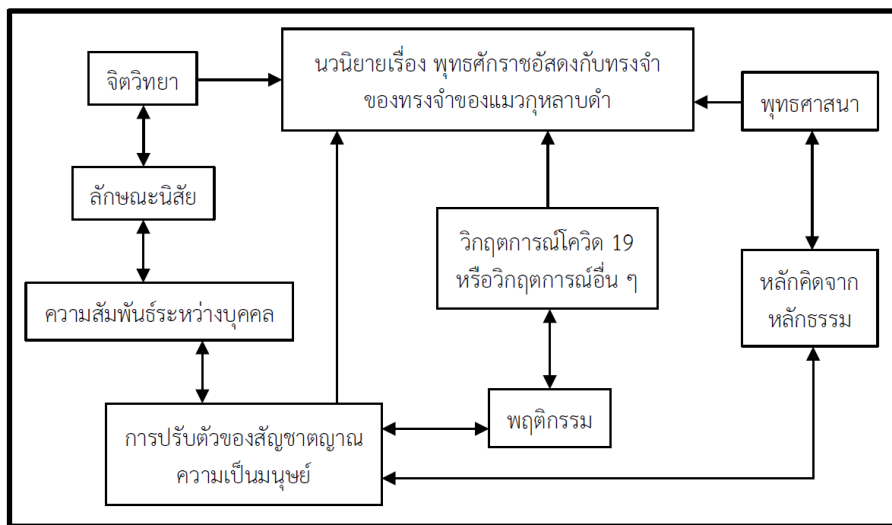 นวนิยายเรื่อง พุทธศักราชอัสดงกับทรงจำ
ของทรงจำของแมวกุหลาบดำ
จิตวิทยา
พุทธศาสนา
ลักษณะนิสัย
วิกฤตการณ์โควิด 19
หรือวิกฤตการณ์อื่น ๆ
หลักคิดจาก
หลักธรรม
ความสัมพันธ์ระหว่างบุคคล
พฤติกรรม
การปรับตัวของสัญชาตญาณ
ความเป็นมนุษย์